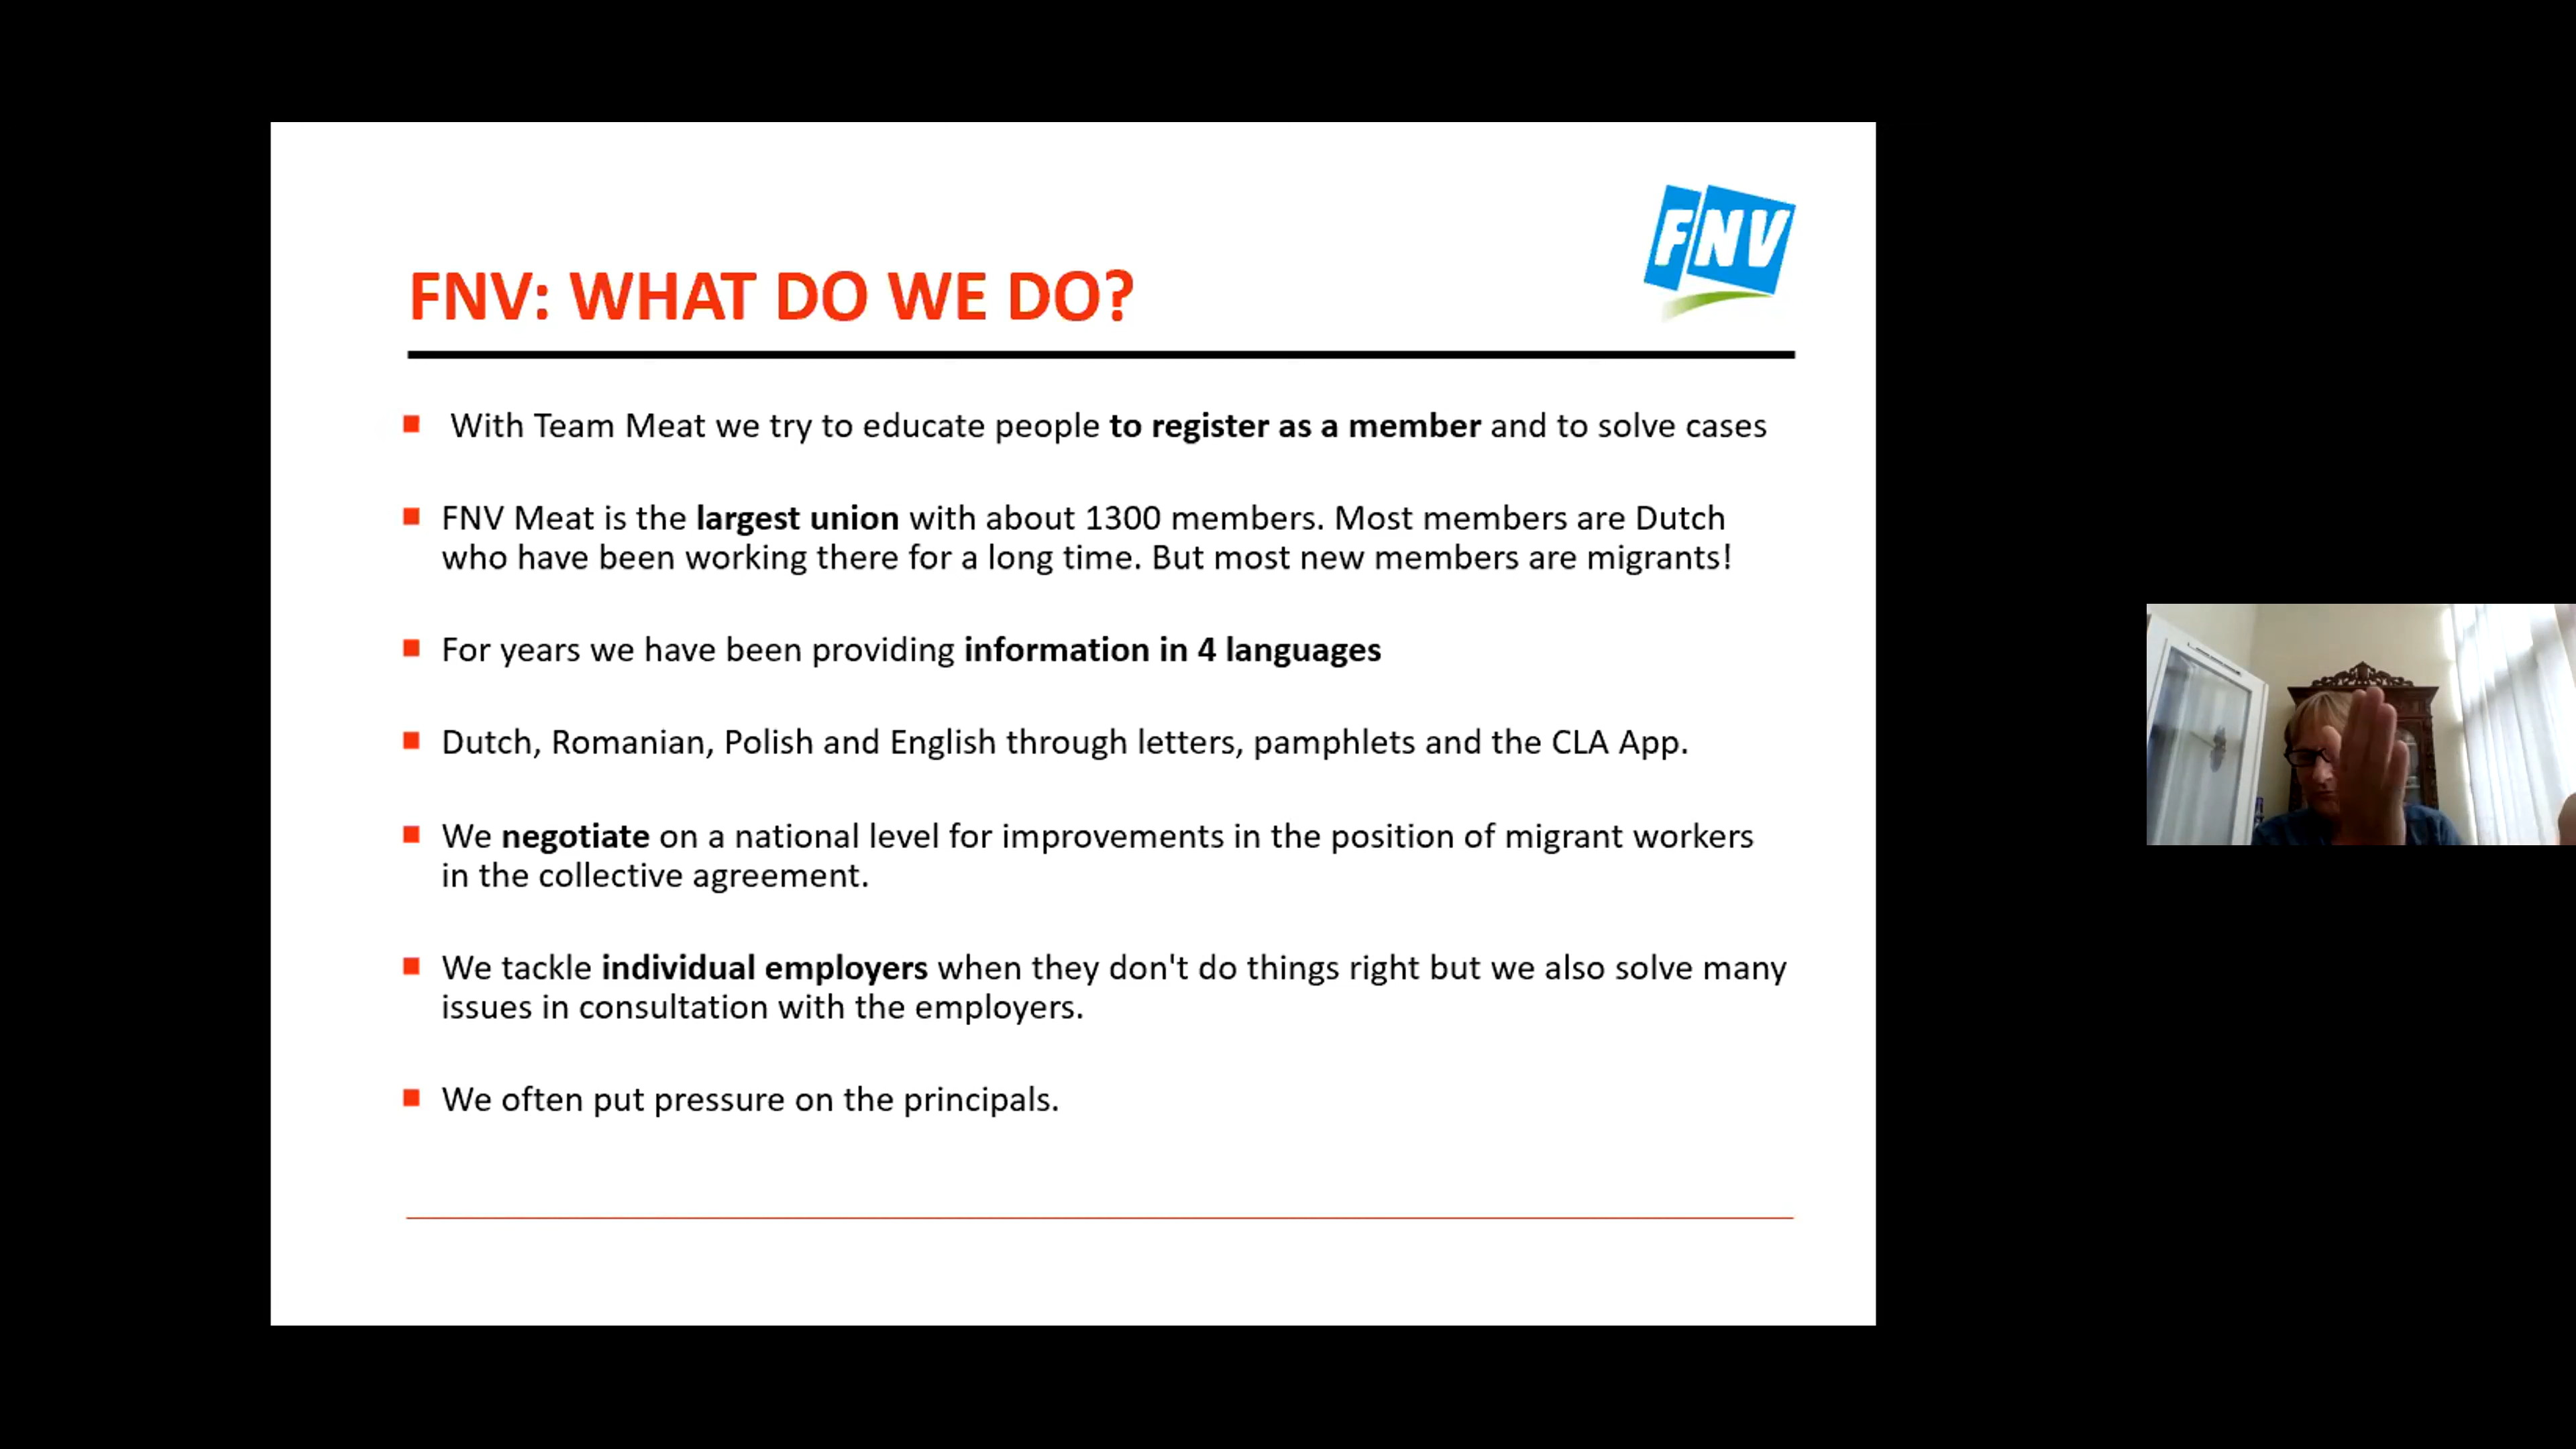 FNV
FNV: WHAT DO WE DO?
With Team Meat we try to educate people to register as a member and to solve cases
FNV Meat is the largest union with about 1300 members. Most members are Dutch
who have been working there for a long time. But most new members are migrants!
For years we have been providing information in 4 languages
Dutch, Romanian, Polish and English through letters, pamphlets and the CLA App.
We negotiate on a national level for improvements in the position of migrant workers
in the collective agreement.
We tackle individual employers when they don't do things right but we also solve many
issues in consultation with the employers.
We often put pressure on the principals.